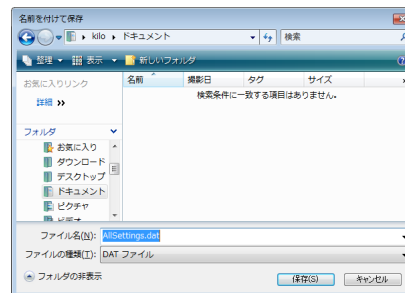 名前を付けて保存
kilo ▸ ドキュメント
検索
整理 表示 新しいフォルダ
お気に入りリンク
詳細 »
名前 撮影日 タグ サイズ
検索条件に一致する項目はありません。
フォルダ
お気に入り
ダウンロード
デスクトップ
ドキュメント
ピクチャ
ビデオ
ファイル名(N): AllSettings.dat
ファイルの種類(T): DAT ファイル
フォルダの非表示
保存(S) キャンセル